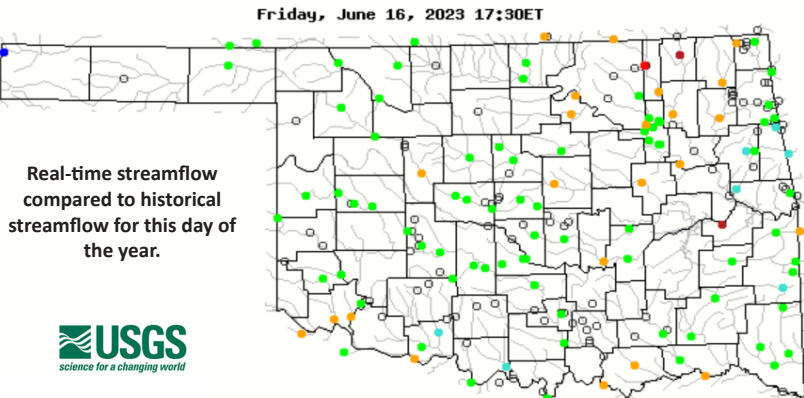 Friday, June 16, 2023 17:30ET
Real-time streamflow
compared to historical
streamflow for this day of
the year.
USGS
science for a changing world